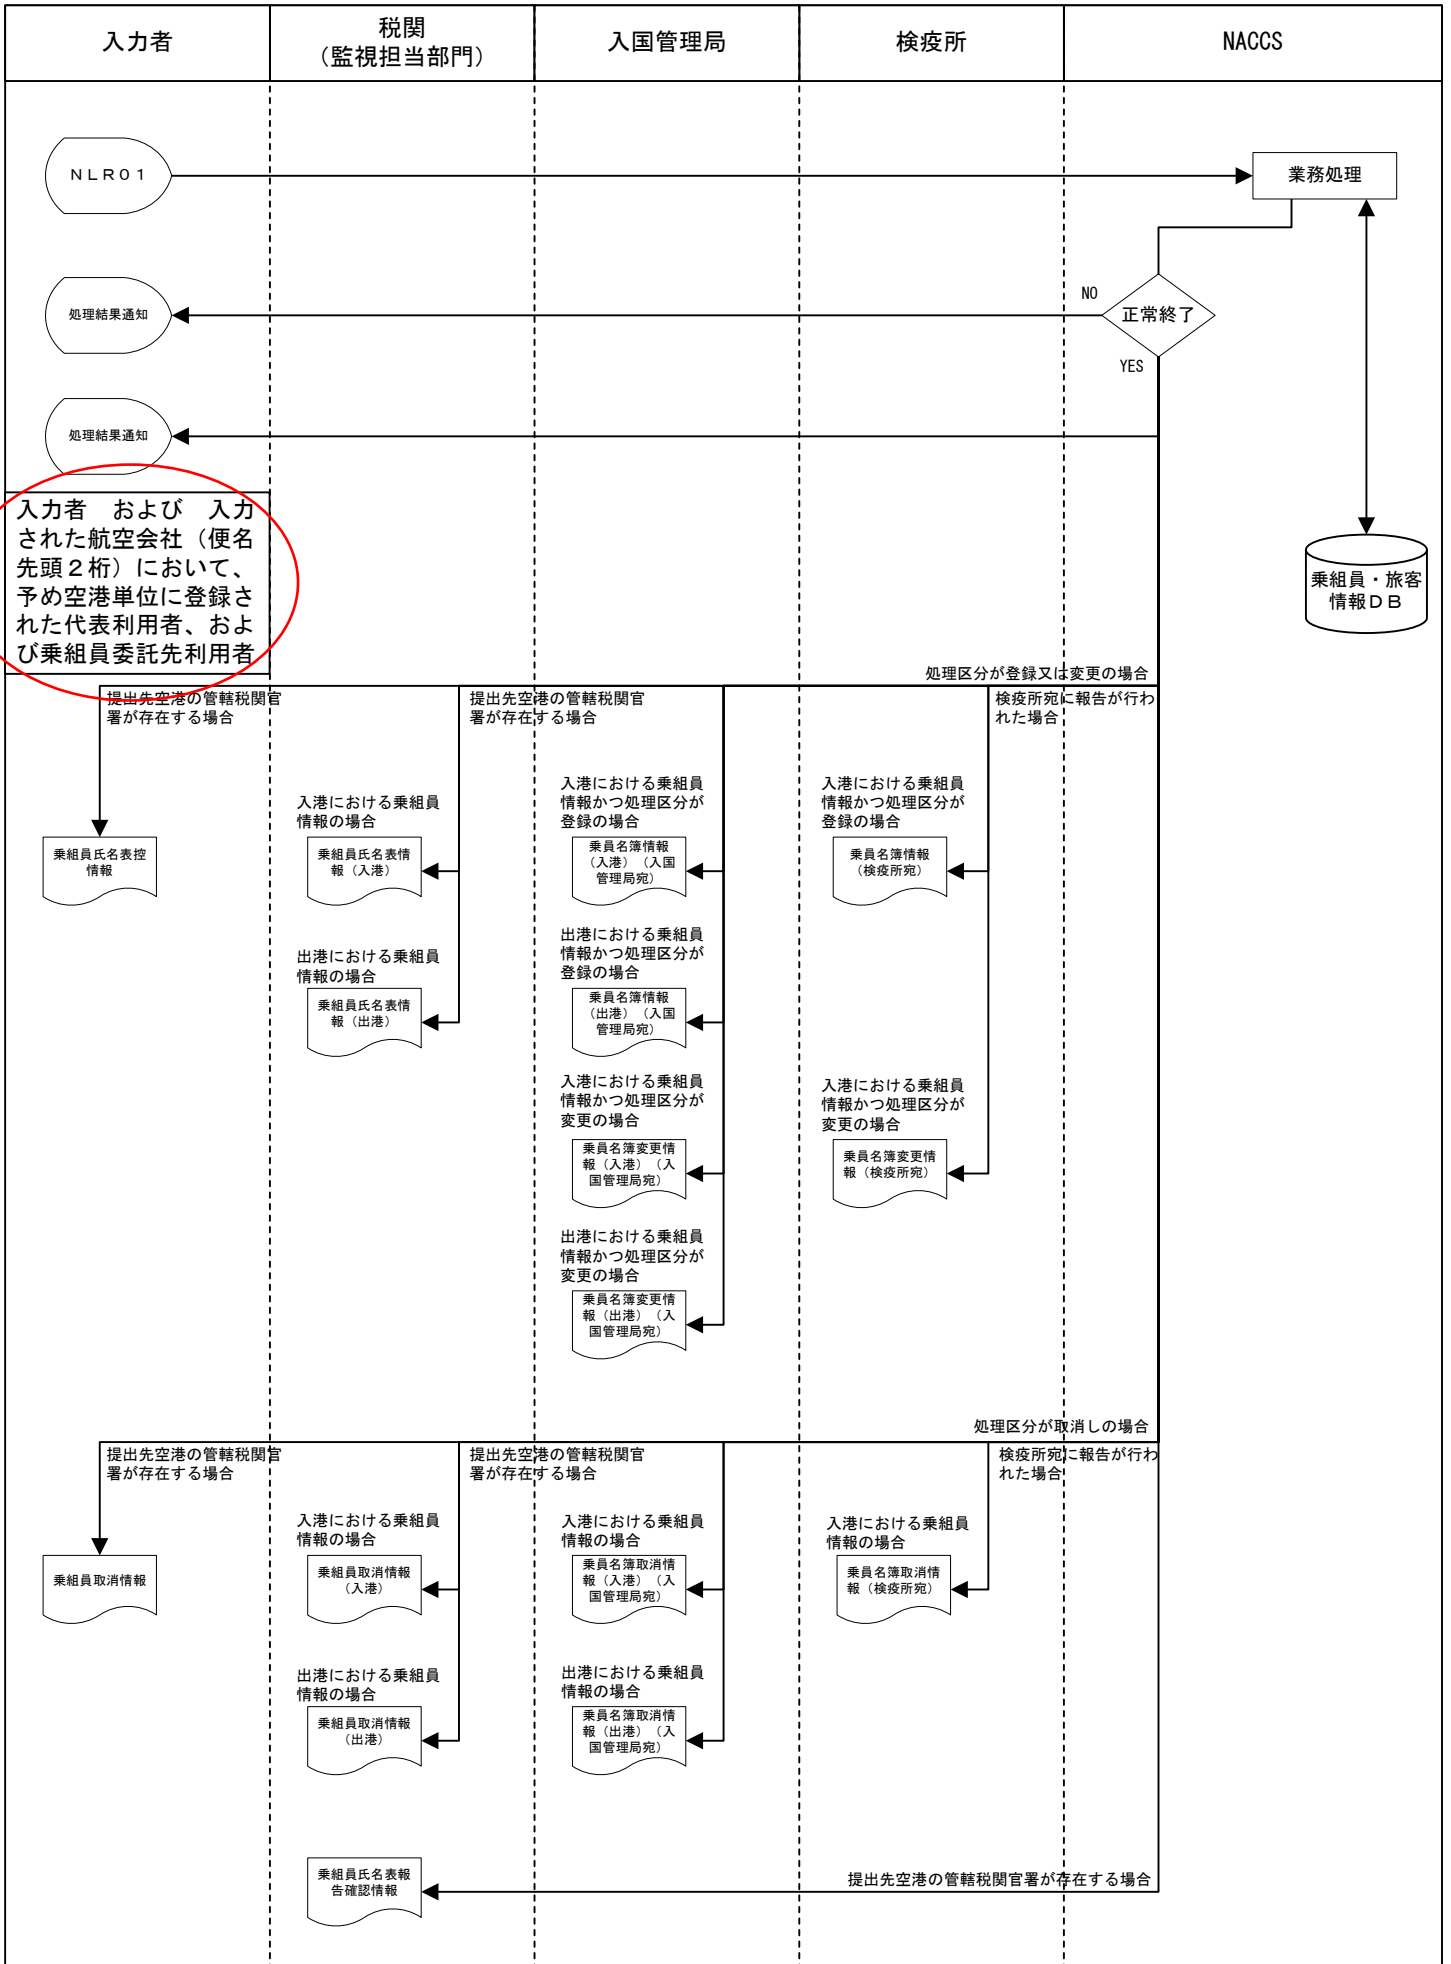 入力者
税関
(監視担当部門)
入国管理局
検疫所
NACCS
NLR01
業務処理
処理結果通知
NO
正常終了
YES
処理結果通知
入力者 および 入力
された航空会社(便名
先頭2桁)において、
予め空港単位に登録さ
れた代表利用者、およ
び乗組員委託先利用者
乗組員・旅客
情報DB
処理区分が登録又は変更の場合
提出先空港の管轄税関官
署が存在する場合
提出先空港の管轄税関官
署が存在する場合
検疫所宛に報告が行わ
れた場合
乗組員氏名表控
情報
入港における乗組員
情報の場合
乗組員氏名表情
報(入港)
出港における乗組員
情報の場合
乗組員氏名表情
報(出港)
入港における乗組員
情報かつ処理区分が
登録の場合
乗員名簿情報
(入港)(入国
管理局宛)
出港における乗組員
情報かつ処理区分が
登録の場合
乗員名簿情報
(出港)(入国
管理局宛)
入港における乗組員
情報かつ処理区分が
変更の場合
乗員名簿変更情
報(入港)(入
国管理局宛)
出港における乗組員
情報かつ処理区分が
変更の場合
乗員名簿変更情
報(出港)(入
国管理局宛)
入港における乗組員
情報かつ処理区分が
登録の場合
乗員名簿情報
(検疫所宛)
入港における乗組員
情報かつ処理区分が
変更の場合
乗員名簿変更情
報(検疫所宛)
処理区分が取消しの場合
提出先空港の管轄税関官
署が存在する場合
提出先空港の管轄税関官
署が存在する場合
検疫所宛に報告が行わ
れた場合
乗組員取消情報
入港における乗組員
情報の場合
乗組員取消情報
(入港)
出港における乗組員
情報の場合
乗組員取消情報
(出港)
入港における乗組員
情報の場合
乗員名簿取消情
報(入港)(入
国管理局宛)
出港における乗組員
情報の場合
乗員名簿取消情
報(出港)(入
国管理局宛)
入港における乗組員
情報の場合
乗員名簿取消情
報(検疫所宛)
乗組員氏名表報
告確認情報
提出先空港の管轄税関官署が存在する場合